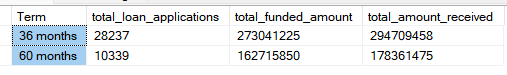 Term total_loan_applications total_funded_amount total_amount_received
36 months 28237 273041225 294709458
60 months 10339 162715850 178361475